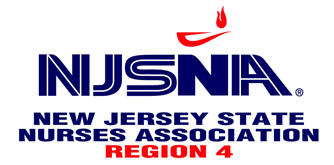 NJSNA®
NEW JERSEY STATE
NURSES ASSOCIATION
REGION 4